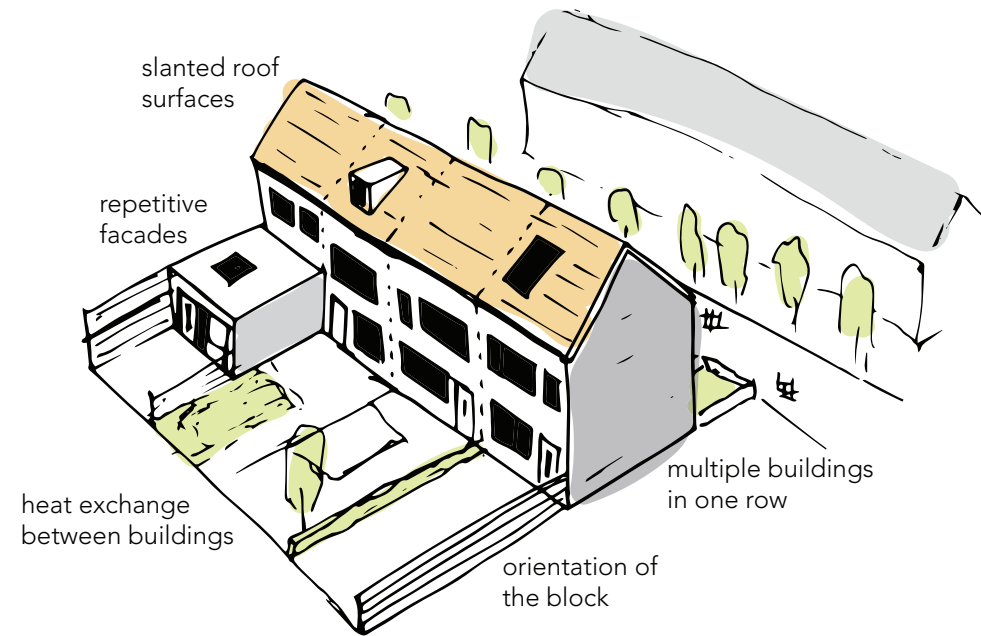 slanted roof
surfaces
repetitive
facades
heat exchange
between buildings
multiple buildings
in one row
orientation of
the block